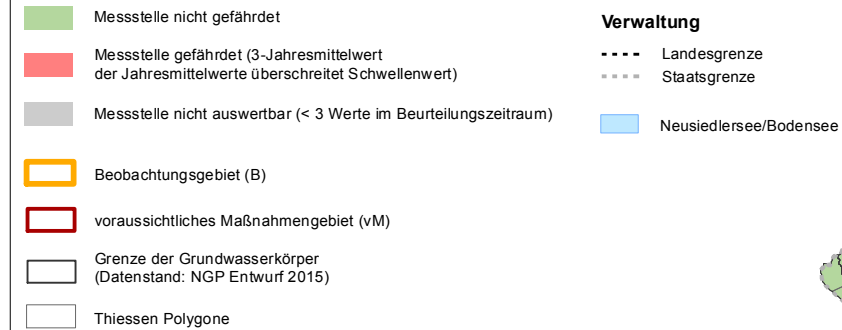 Messstelle nicht gefährdet
Messstelle gefährdet (3-Jahresmittelwert
der Jahresmittelwerte überschreitet Schwellenwert)
Messstelle nicht auswertbar (< 3 Werte im Beurteilungszeitraum)
Beobachtungsgebiet (B)
voraussichtliches Maßnahmengebiet (vM)
Grenze der Grundwasserkörper
(Datenstand: NGP Entwurf 2015)
Thiessen Polygone
Verwaltung
Landesgrenze
Staatsgrenze
Neusiedlersee/Bodensee